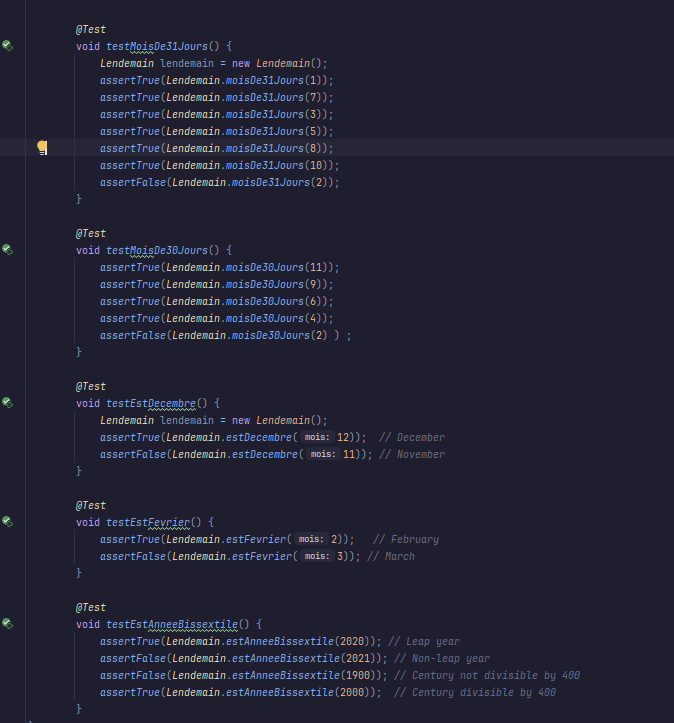 @Test
void testMoisDe31Jours() {
Lendemain lendemain = new Lendemain();
assertTrue(Lendemain.moisDe31Jours(1));
assertTrue(Lendemain.moisDe31Jours(7));
assertTrue(Lendemain.moisDe31Jours(3));
assertTrue(Lendemain.moisDe31Jours(5));
assertTrue(Lendemain.moisDe31Jours(8));
assertTrue(Lendemain.moisDe31Jours(10));
assertFalse(Lendemain.moisDe31Jours(2));
}
@Test
void testMoisDe30Jours() {
assertTrue(Lendemain.moisDe30Jours(11));
assertTrue(Lendemain.moisDe30Jours(9));
assertTrue(Lendemain.moisDe30Jours(6));
assertTrue(Lendemain.moisDe30Jours(4));
assertFalse(Lendemain.moisDe30Jours(2) ) ;
}
@Test
void testEstDecembre() {
Lendemain lendemain = new Lendemain();
assertTrue(Lendemain.estDecembre( mois: 12));  // December
assertFalse(Lendemain.estDecembre( mois: 11)); // November
}
@Test
void testEstFevrier() {
assertTrue(Lendemain.estFevrier( mois: 2));   // February
assertFalse(Lendemain.estFevrier( mois: 3)); // March
}
@Test
void testEstAnneeBissextile() {
assertTrue(Lendemain.estAnneeBissextile(2020)); // Leap year
assertFalse(Lendemain.estAnneeBissextile(2021)); // Non-leap year
assertFalse(Lendemain.estAnneeBissextile(1900)); // Century not divisible by 400
assertTrue(Lendemain.estAnneeBissextile(2000));  // Century divisible by 400
}